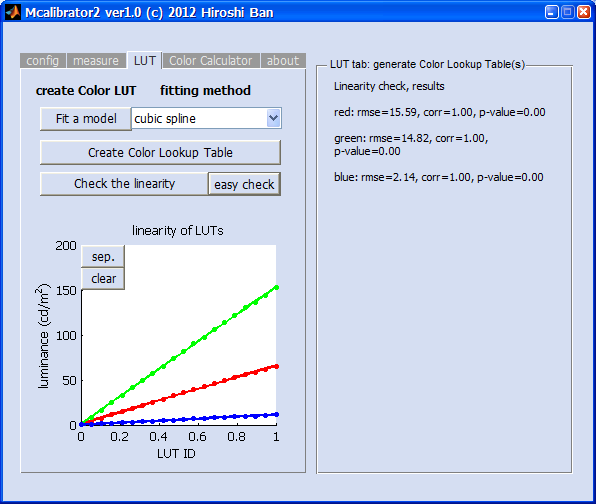 Mcalibrator2 ver1.0 (c) 2012 Hiroshi Ban
config measure LUT Color Calculator about
create Color LUT fitting method
Fit a model cubic spline
Create Color Lookup Table
Check the linearity easy check
linearity of LUTs
sep.
clear
200
150
100
50
0
luminance (cd/m²)
0 0.2 0.4 0.6 0.8 1
LUT ID
LUT tab: generate Color Lookup Table(s)
Linearity check, results
red: rmse=15.59, corr=1.00, p-value=0.00
green: rmse=14.82, corr=1.00,
p-value=0.00
blue: rmse=2.14, corr=1.00, p-value=0.00